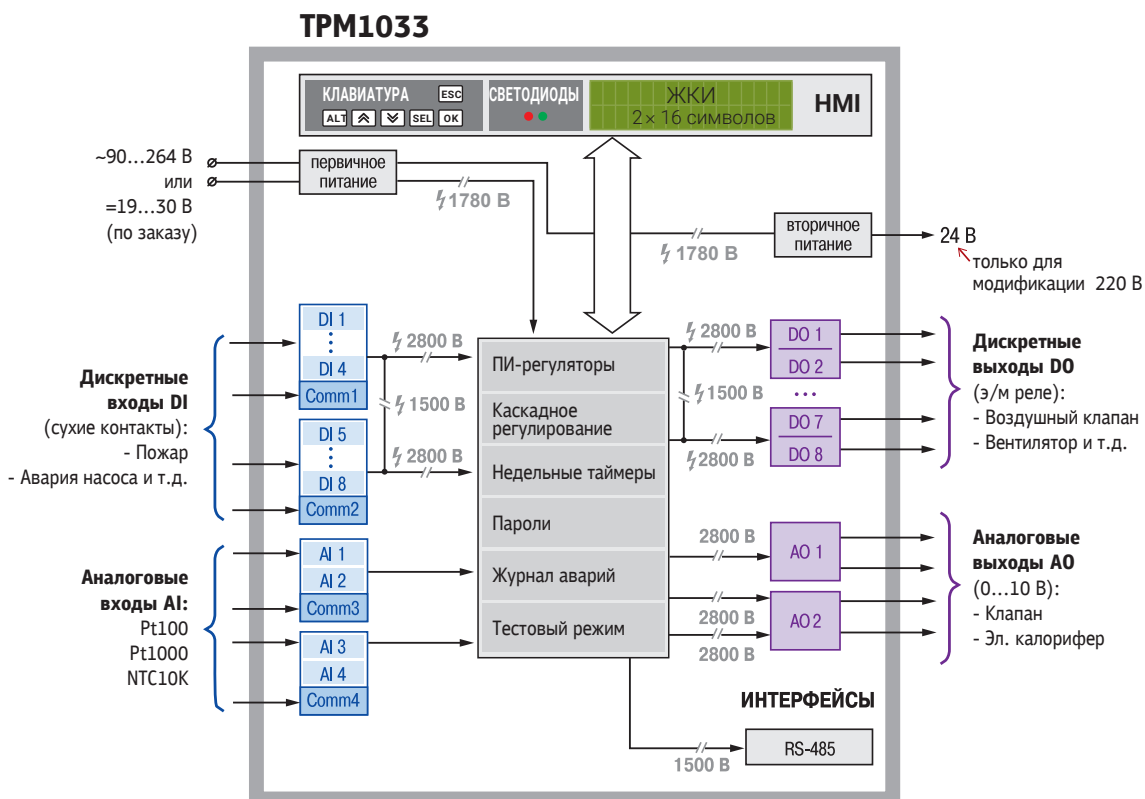 ТРМ1033
КЛАВИАТУРА
ESC
ALT
SEL
OK
СВЕТОДИОДЫ
ЖКИ
2 × 16 символов
HMI
~90...264 В
или
=19...30 В
(по заказу)
первичное
питание
1780 В
1780 В
вторичное
питание
24 В
только для
модификации 220 В
Дискретные
входы DI
(сухие контакты):
- Пожар
- Авария насоса и т.д.
DI 1
DI 4
Comm1
DI 5
DI 8
Comm2
2800 В
1500 В
2800 В
Аналоговые
входы AI:
Pt100
Pt1000
NTC10K
AI 1
AI 2
Comm3
AI 3
AI 4
Comm4
ПИ-регуляторы
Каскадное
регулирование
Недельные таймеры
Пароли
Журнал аварий
Тестовый режим
2800 В
1500 В
2800 В
DO 1
DO 2
...
DO 7
DO 8
Дискретные
выходы DO
(э/м реле):
- Воздушный клапан
- Вентилятор и т.д.
2800 В
2800 В
2800 В
AO 1
AO 2
Аналоговые
выходы AO
(0...10 В):
- Клапан
- Эл. калорифер
ИНТЕРФЕЙСЫ
1500 В
RS-485